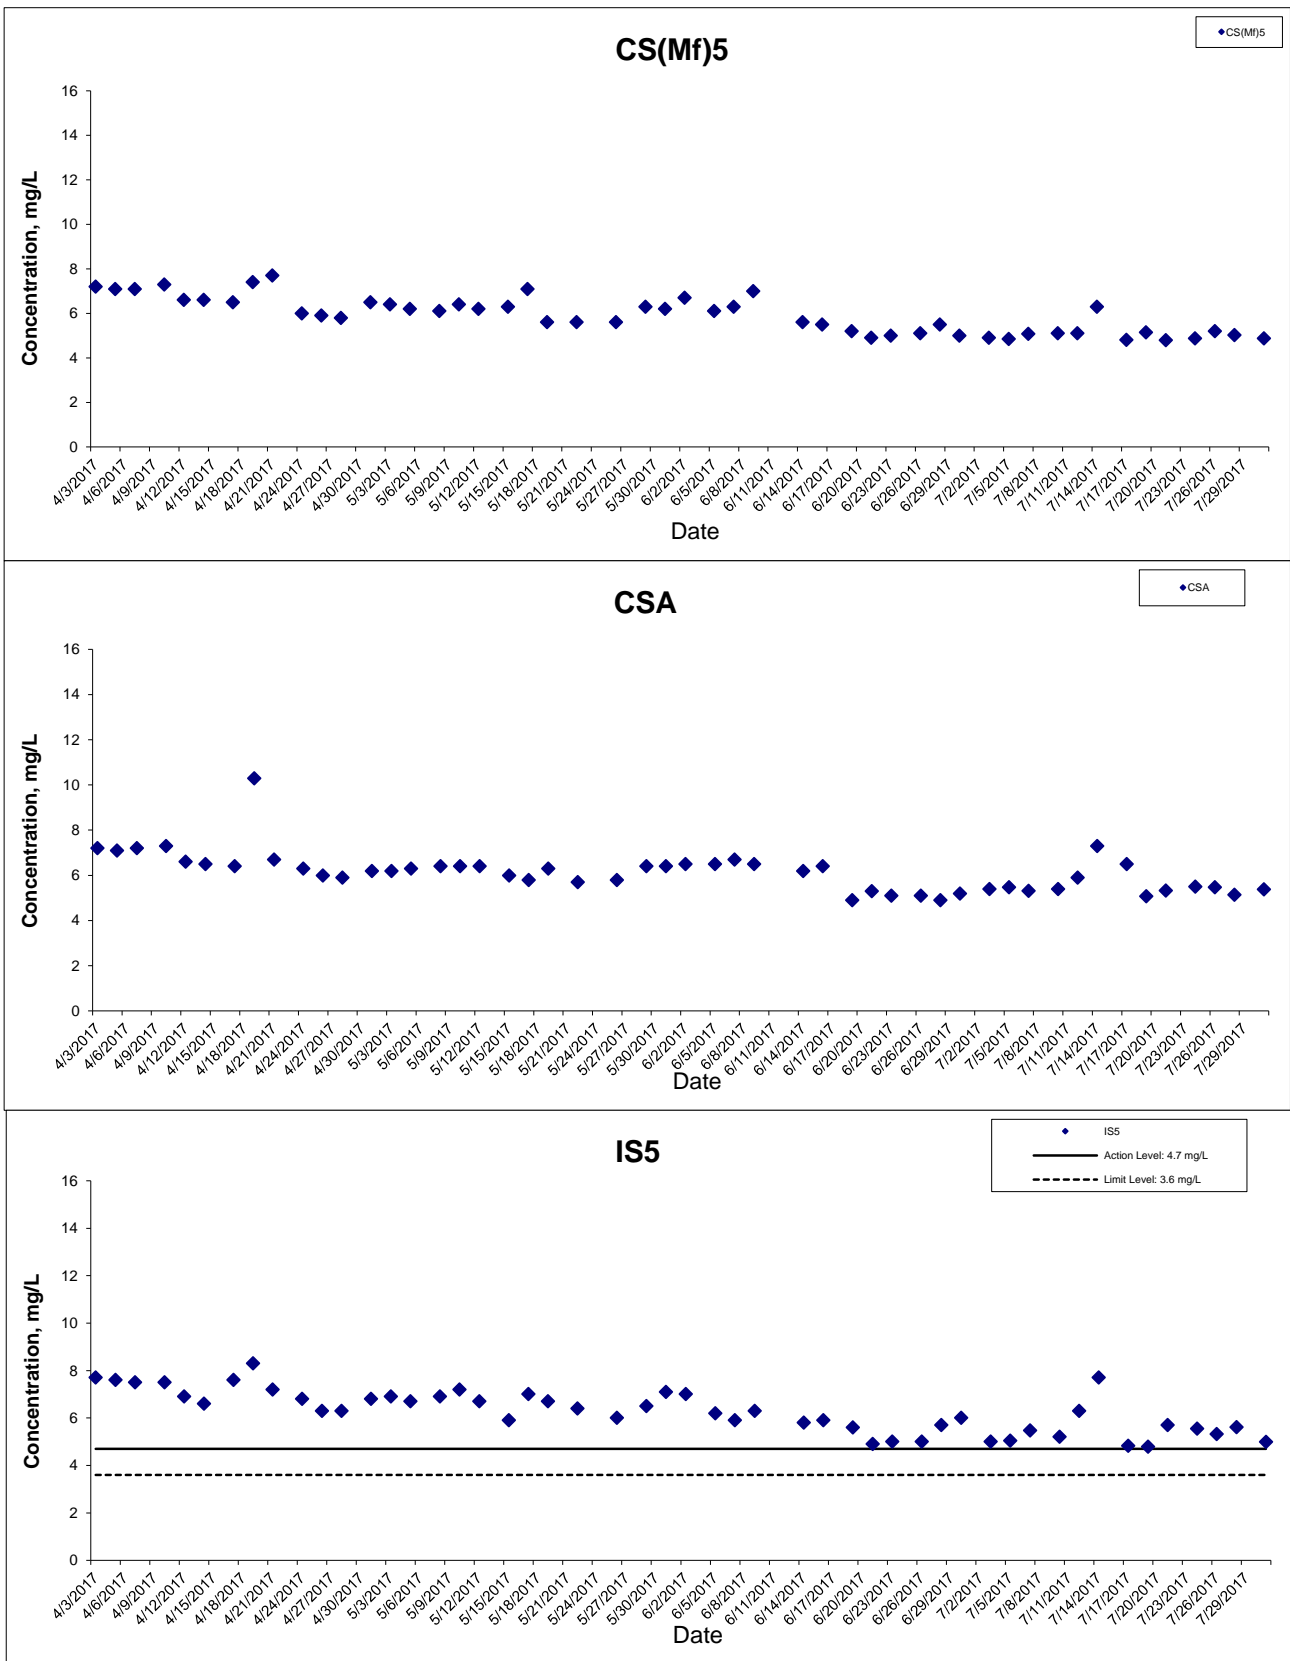 CS(Mf)5
CS(Mf)5
16
14
12
10
8
6
4
2
0
Concentration, mg/L
4/3/2017 4/6/2017 4/9/2017 4/12/2017 4/15/2017 4/18/2017 4/21/2017 4/24/2017 4/27/2017 4/30/2017 5/3/2017 5/6/2017 5/9/2017 5/12/2017 5/15/2017 5/18/2017 5/21/2017 5/24/2017 5/27/2017 5/30/2017 6/2/2017 6/5/2017 6/8/2017 6/11/2017 6/14/2017 6/17/2017 6/20/2017 6/23/2017 6/26/2017 6/29/2017 7/2/2017 7/5/2017 7/8/2017 7/11/2017 7/14/2017 7/17/2017 7/20/2017 7/23/2017 7/26/2017 7/29/2017
Date
CSA
CSA
16
14
12
10
8
6
4
2
0
Concentration, mg/L
4/3/2017 4/6/2017 4/9/2017 4/12/2017 4/15/2017 4/18/2017 4/21/2017 4/24/2017 4/27/2017 4/30/2017 5/3/2017 5/6/2017 5/9/2017 5/12/2017 5/15/2017 5/18/2017 5/21/2017 5/24/2017 5/27/2017 5/30/2017 6/2/2017 6/5/2017 6/8/2017 6/11/2017 6/14/2017 6/17/2017 6/20/2017 6/23/2017 6/26/2017 6/29/2017 7/2/2017 7/5/2017 7/8/2017 7/11/2017 7/14/2017 7/17/2017 7/20/2017 7/23/2017 7/26/2017 7/29/2017
Date
IS5
IS5
Action Level: 4.7 mg/L
Limit Level: 3.6 mg/L
16
14
12
10
8
6
4
2
0
Concentration, mg/L
4/3/2017 4/6/2017 4/9/2017 4/12/2017 4/15/2017 4/18/2017 4/21/2017 4/24/2017 4/27/2017 4/30/2017 5/3/2017 5/6/2017 5/9/2017 5/12/2017 5/15/2017 5/18/2017 5/21/2017 5/24/2017 5/27/2017 5/30/2017 6/2/2017 6/5/2017 6/8/2017 6/11/2017 6/14/2017 6/17/2017 6/20/2017 6/23/2017 6/26/2017 6/29/2017 7/2/2017 7/5/2017 7/8/2017 7/11/2017 7/14/2017 7/17/2017 7/20/2017 7/23/2017 7/26/2017 7/29/2017
Date